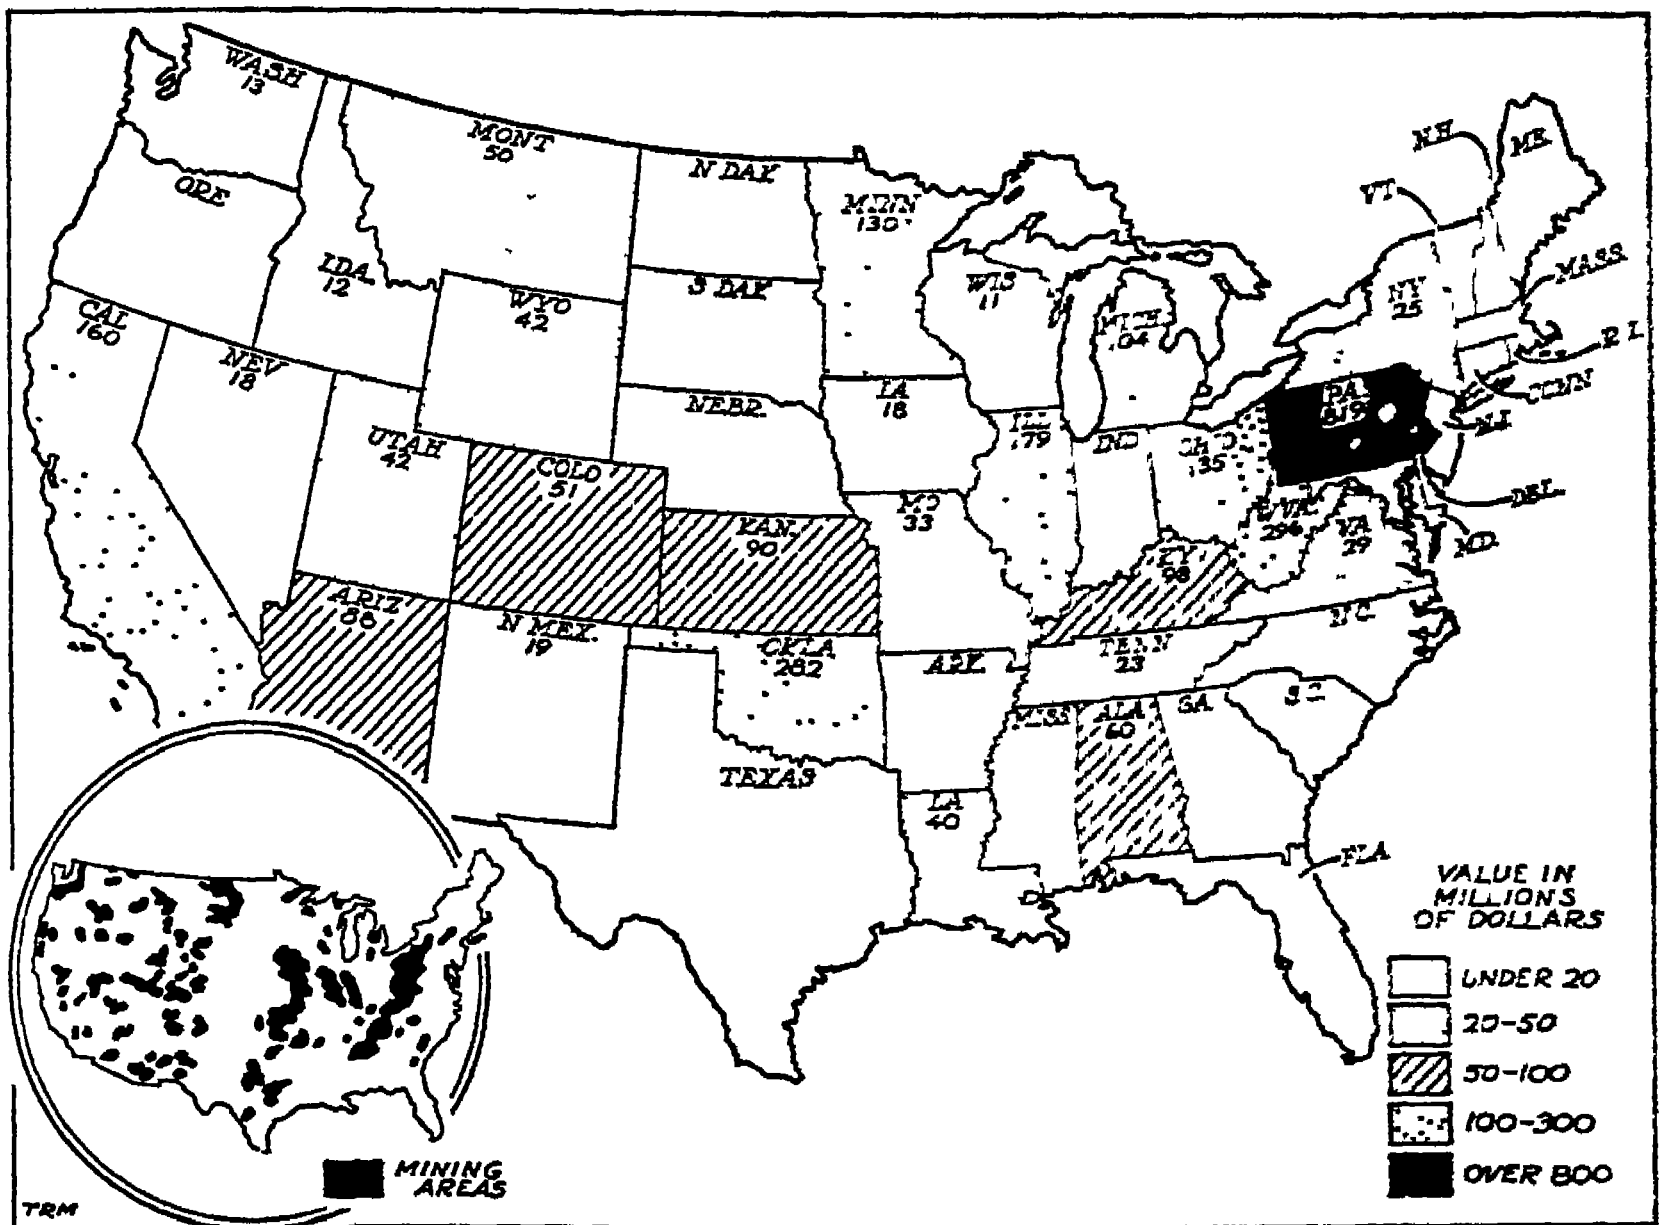 WASH
13
MONT
50
N DAK
MINN
130
N.H.
ME.
VT
ORE
IDA.
12
WYO
42
S DAK
WIS
11
MICH.
104
NY
25
MASS.
R I.
CONN
N.J.
CAL
160
NEV
18
UTAH
42
NEBR.
IA
18
ILL
179
IND
OHIO
135
PA.
819
DEL.
MD.
COLO
51
KAN.
90
MO
33
KY
98
W.VA.
296
VA
29
ARIZ
88
N MEX.
19
OKLA
282
ARK.
TENN
23
N.C.
S.C.
MISS
ALA
60
GA.
TEXAS
LA
40
FLA
VALUE IN
MILLIONS
OF DOLLARS
UNDER 20
20-50
50-100
100-300
OVER 800
MINING
AREAS
TRM